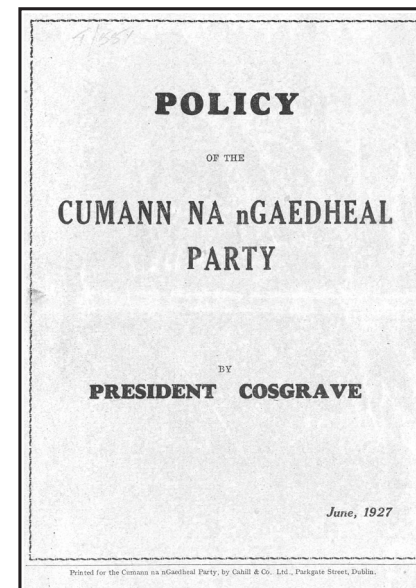 POLICY
OF THE
CUMANN NA nGAEDHEAL
PARTY
BY
PRESIDENT COSGRAVE
June, 1927
Printed for the Cumann na nGaedheal Party, by Cahill & Co. Ltd., Parkgate Street, Dublin.